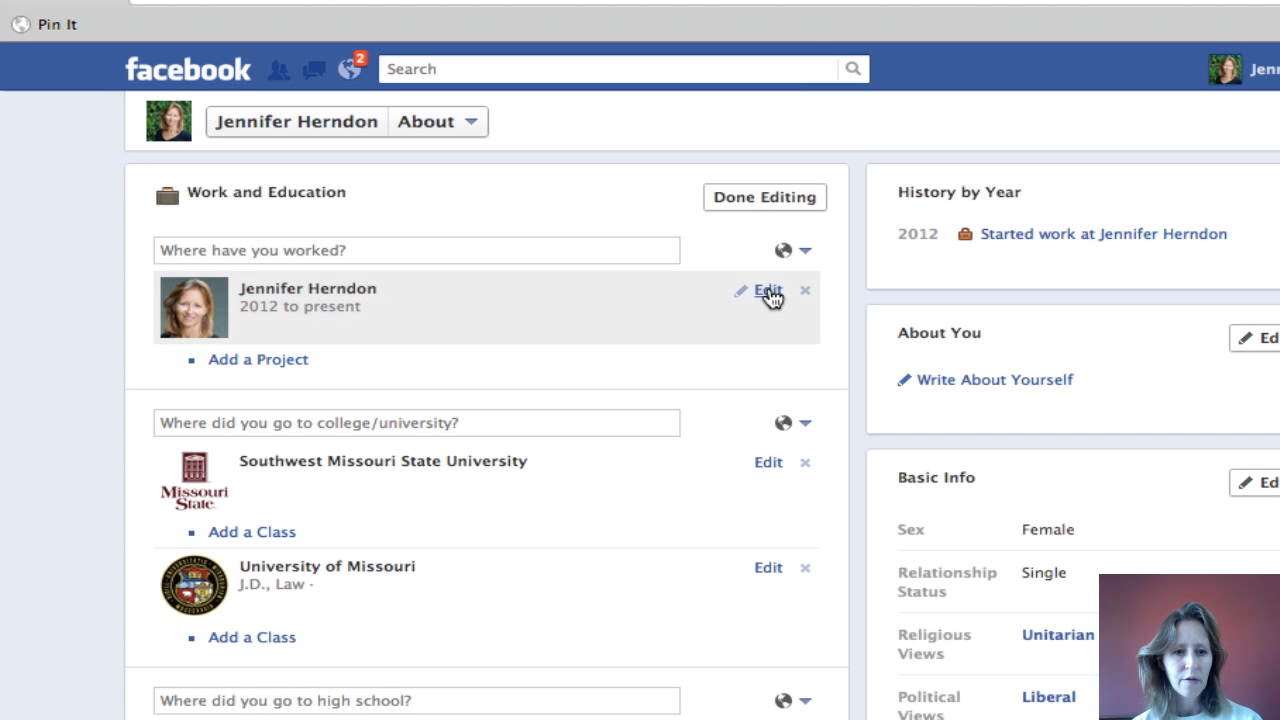 Pin It
facebook
2
Search
Jenn
Jennifer Herndon
About
Work and Education
Done Editing
Where have you worked?
Jennifer Herndon
Edit
2012 to present
Add a Project
Where did you go to college/university?
Southwest Missouri State University
Edit
Missouri
State
Add a Class
University of Missouri
Edit
J.D., Law -
Add a Class
Where did you go to high school?
History by Year
2012 Started work at Jennifer Herndon
About You
Ed
Write About Yourself
Basic Info
Ed
Sex Female
Relationship Single
Status
Religious Unitarian
Views
Political Liberal
Views